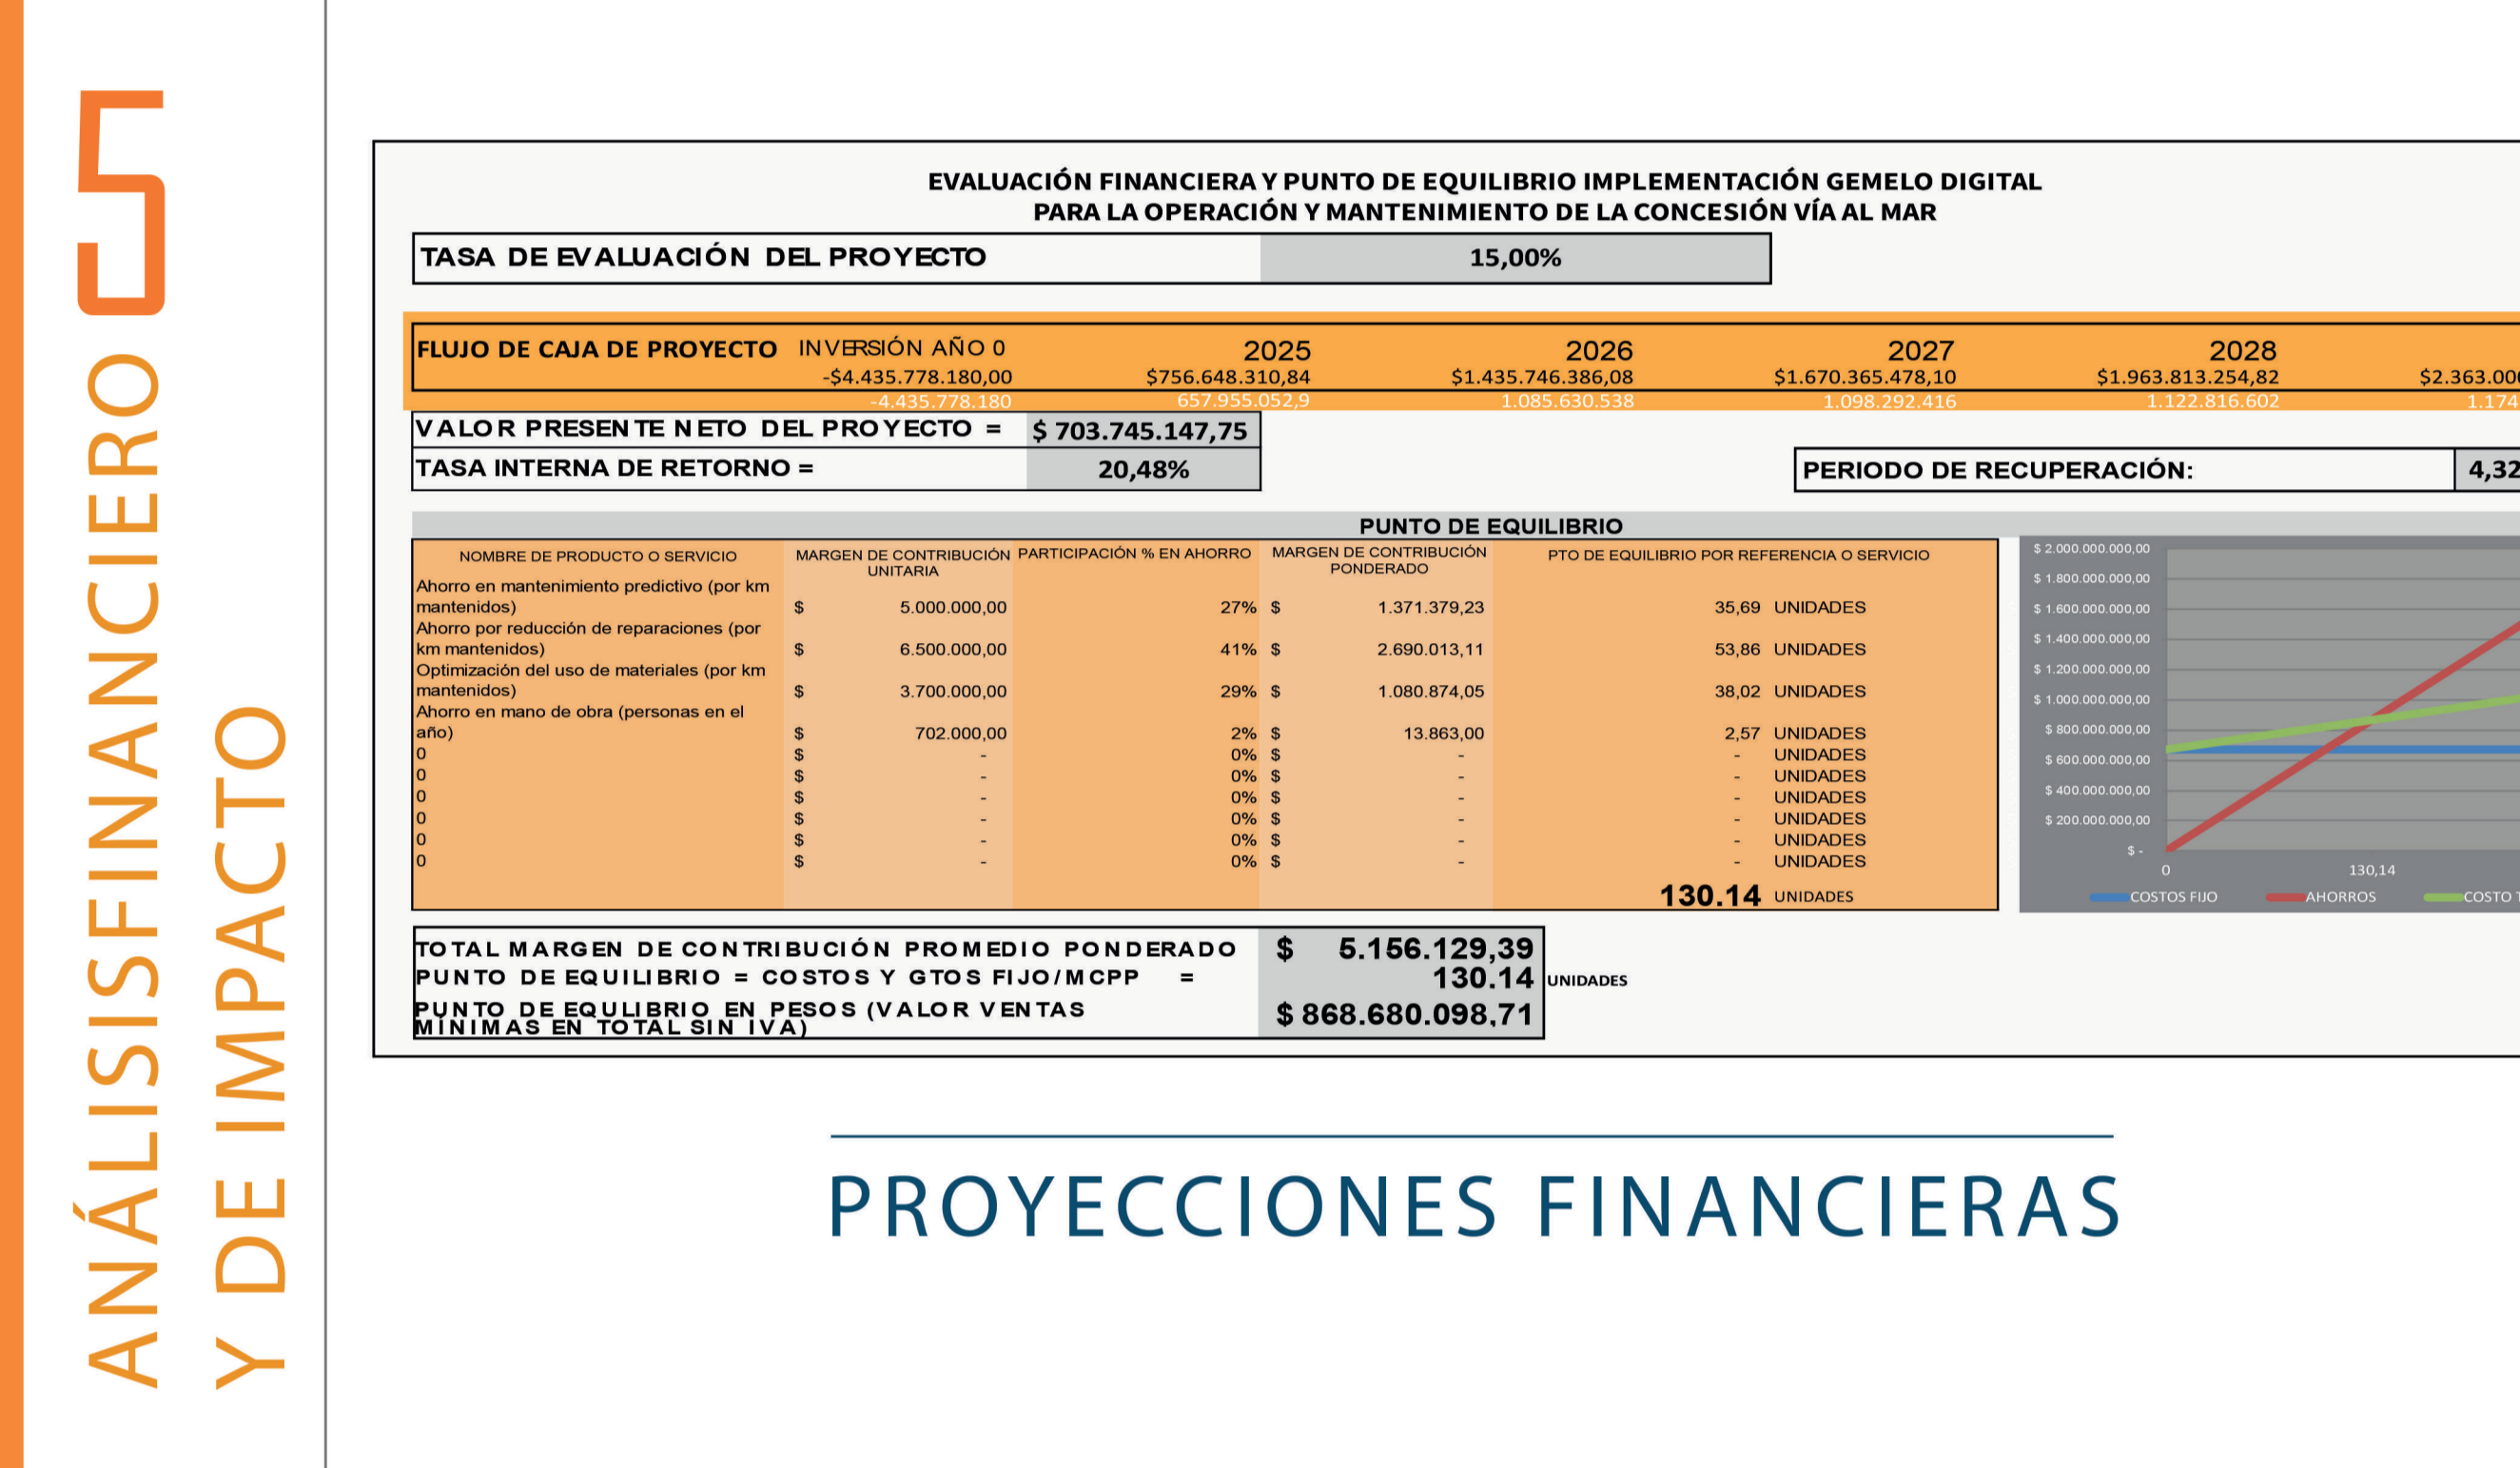 5
ANÁLISISFINANCIERO
Y DE IMPACTO
EVALUACIÓN FINANCIERA Y PUNTO DE EQUILIBRIO IMPLEMENTACIÓN GEMELO DIGITAL
PARA LA OPERACIÓN Y MANTENIMIENTO DE LA CONCESIÓN VÍA AL MAR
TASA DE EVALUACIÓN DEL PROYECTO 15,00%
FLUJO DE CAJA DE PROYECTO INVERSIÓN AÑO 0 2025 2026 2027 2028
-$4.435.778.180,00 $756.648.310,84 $1.435.746.386,08 $1.670.365.478,10 $1.963.813.254,82 $2.363.00
-4.435.778.180 657.955.052,9 1.085.630.538 1.098.292.416 1.122.816.602 1.174
VALOR PRESENTE NETO DEL PROYECTO = $ 703.745.147,75
TASA INTERNA DE RETORNO = 20,48%
PERIODO DE RECUPERACIÓN: 4,32
PUNTO DE EQUILIBRIO
NOMBRE DE PRODUCTO O SERVICIO MARGEN DE CONTRIBUCIÓN PARTICIPACIÓN % EN AHORRO MARGEN DE CONTRIBUCIÓN PTO DE EQUILIBRIO POR REFERENCIA O SERVICIO
UNITARIA PONDERADO
Ahorro en mantenimiento predictivo (por km
mantenidos) $ 5.000.000,00 27% $ 1.371.379,23 35,69 UNIDADES
Ahorro por reducción de reparaciones (por
km mantenidos) $ 6.500.000,00 41% $ 2.690.013,11 53,86 UNIDADES
Optimización del uso de materiales (por km
mantenidos) $ 3.700.000,00 29% $ 1.080.874,05 38,02 UNIDADES
Ahorro en mano de obra (personas en el
año) $ 702.000,00 2% $ 13.863,00 2,57 UNIDADES
0 $ - 0% $ - - UNIDADES
0 $ - 0% $ - - UNIDADES
0 $ - 0% $ - - UNIDADES
0 $ - 0% $ - - UNIDADES
0 $ - 0% $ - - UNIDADES
0 $ - 0% $ - - UNIDADES
130.14 UNIDADES
$ 2.000.000.000,00
$ 1.800.000.000,00
$ 1.600.000.000,00
$ 1.400.000.000,00
$ 1.200.000.000,00
$ 1.000.000.000,00
$ 800.000.000,00
$ 600.000.000,00
$ 400.000.000,00
$ 200.000.000,00
$ -
0 130,14
COSTOS FIJO AHORROS COSTO T
TOTAL MARGEN DE CONTRIBUCIÓN PROMEDIO PONDERADO $ 5.156.129,39
PUNTO DE EQUILIBRIO = COSTOS Y GTOS FIJO/MCPP = 130.14 UNIDADES
PUNTO DE EQULIBRIO EN PESOS (VALOR VENTAS
MÍNIMAS EN TOTAL SIN IVA) $ 868.680.098,71
PROYECCIONES FINANCIERAS